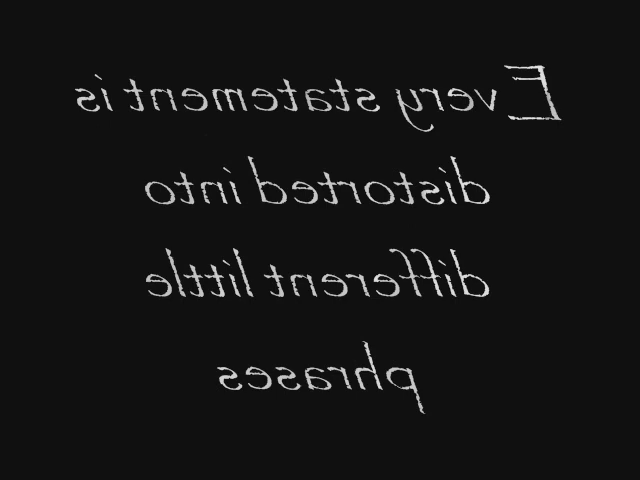 Every statement is
distorted into
different little
phrases